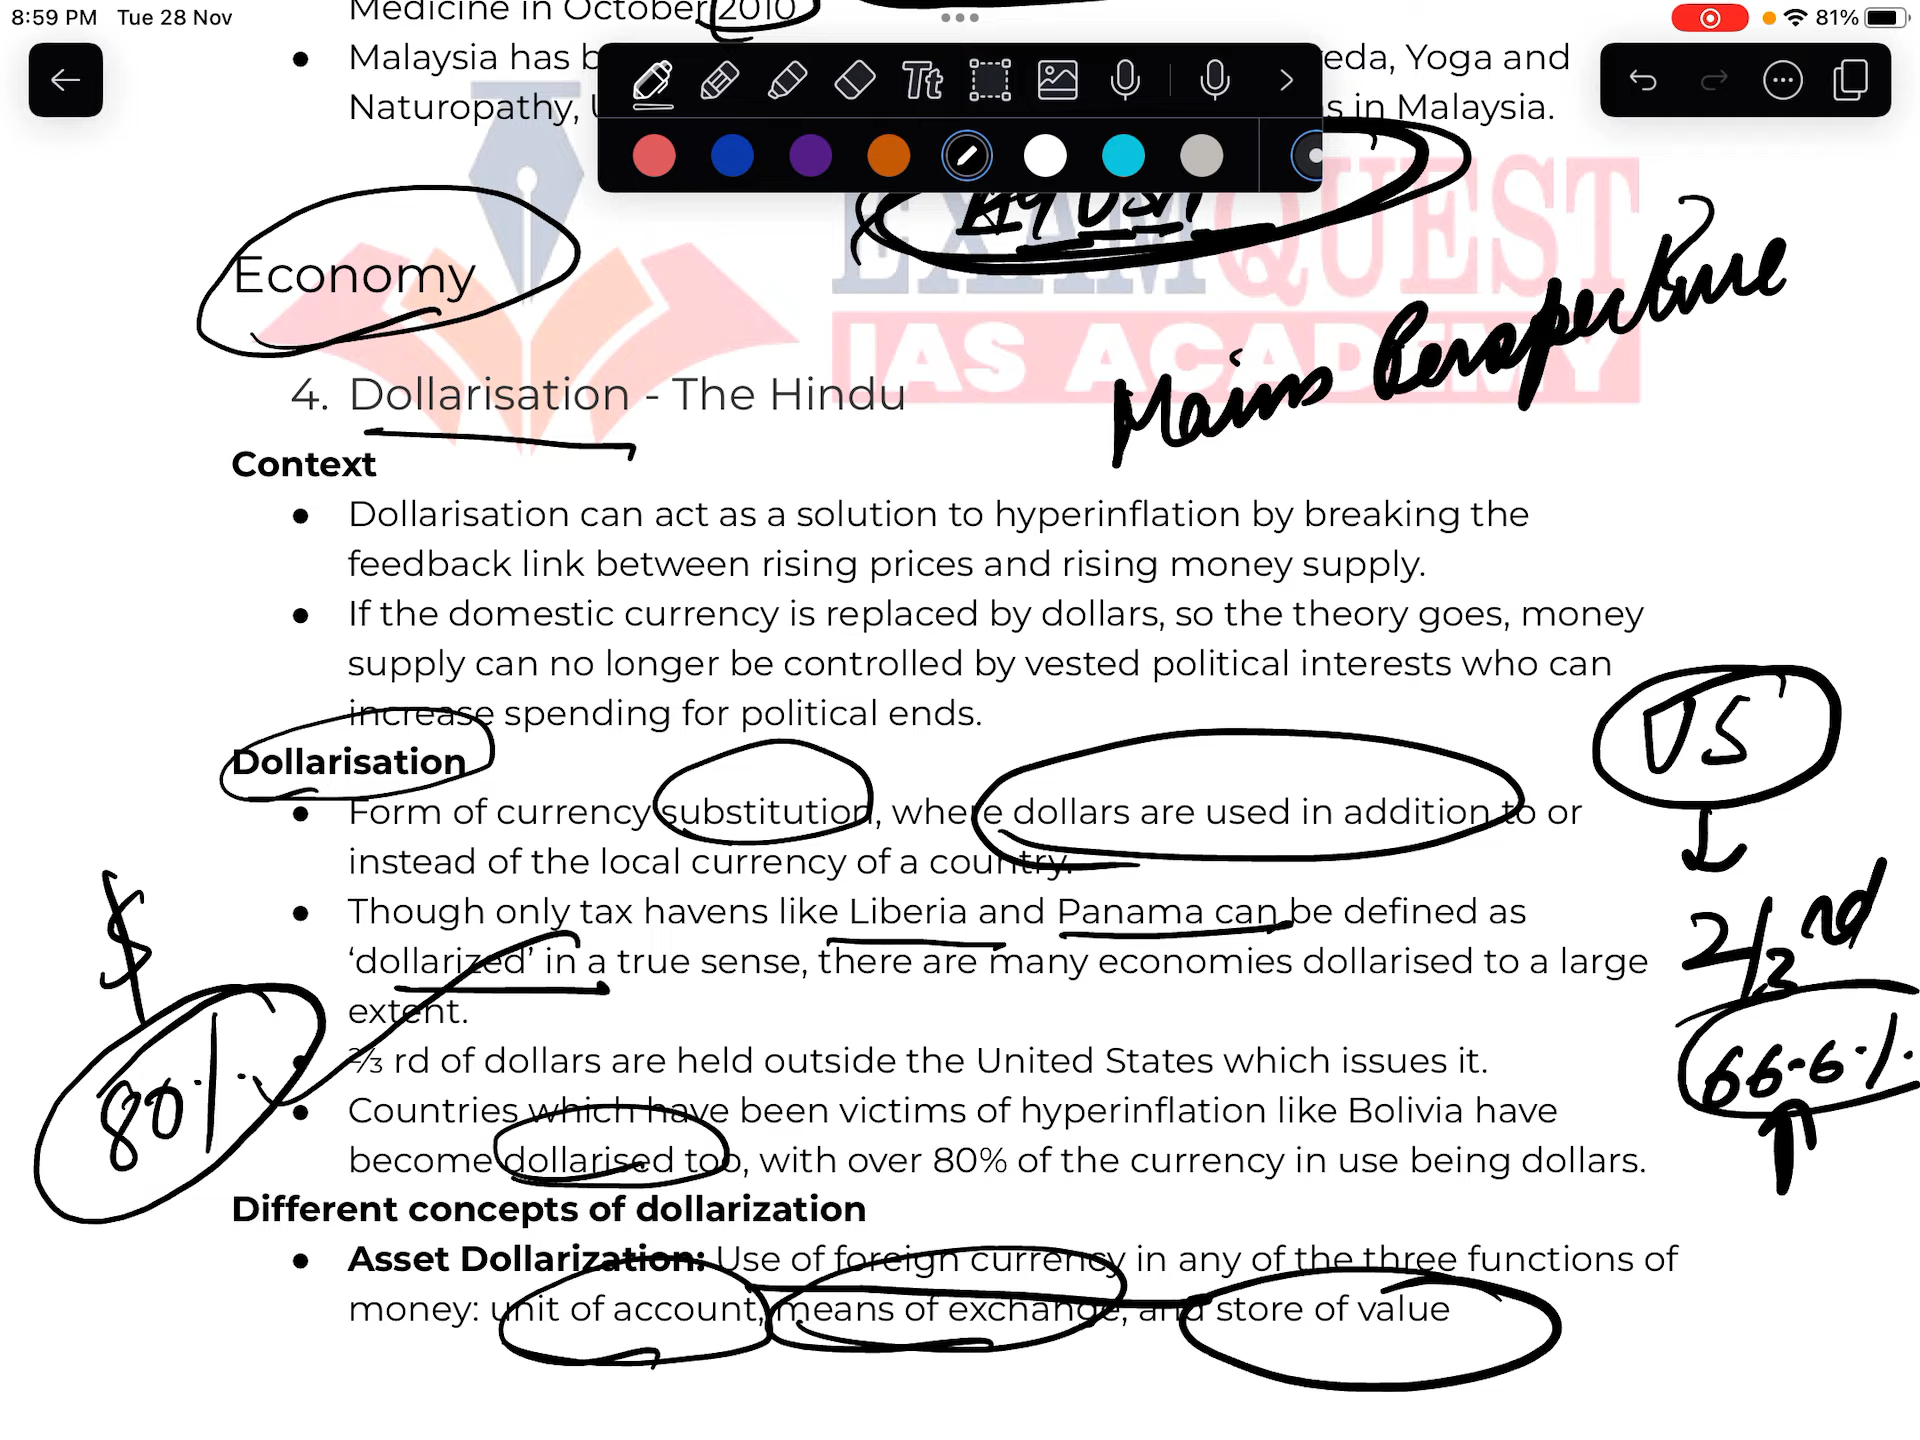 8:59 PM Tue 28 Nov
81%
Medicine in October 2010
Malaysia has b
eda, Yoga and
Naturopathy,
s in Malaysia.
Tt
EXAMQUEST
IAS ACADEMY
Economy
Mains Perspective
4. Dollarisation - The Hindu
Context
● Dollarisation can act as a solution to hyperinflation by breaking the
feedback link between rising prices and rising money supply.
● If the domestic currency is replaced by dollars, so the theory goes, money
supply can no longer be controlled by vested political interests who can
increase spending for political ends.
US
Dollarisation
● Form of currency substitution, where dollars are used in addition to or
instead of the local currency of a country.
● Though only tax havens like Liberia and Panama can be defined as
‘dollarized’ in a true sense, there are many economies dollarised to a large
extent.
$
2/3 rd
80%
66.6%
● ⅔ rd of dollars are held outside the United States which issues it.
● Countries which have been victims of hyperinflation like Bolivia have
become dollarised too, with over 80% of the currency in use being dollars.
Different concepts of dollarization
● Asset Dollarization: Use of foreign currency in any of the three functions of
money: unit of account, means of exchange, and store of value